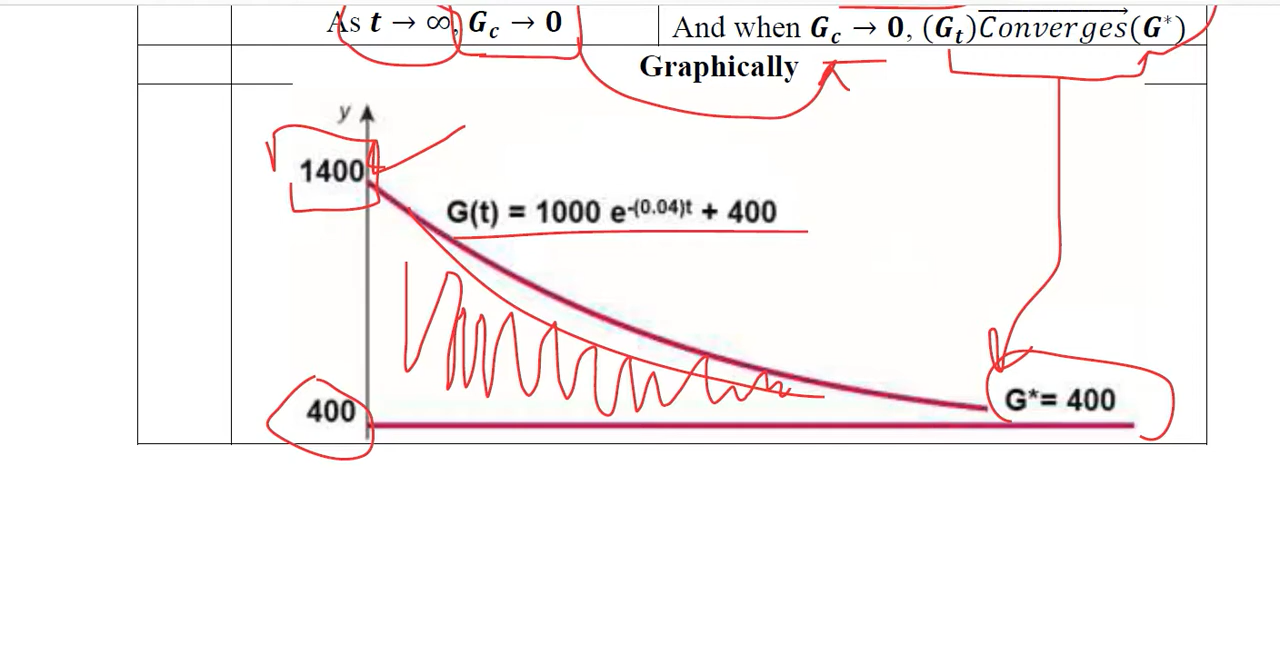 As t → ∞, G_c → 0
And when G_c → 0, (G_t) Converges (G*)
Graphically
y
1400
G(t) = 1000 e^-(0.04)t + 400
400
G*= 400